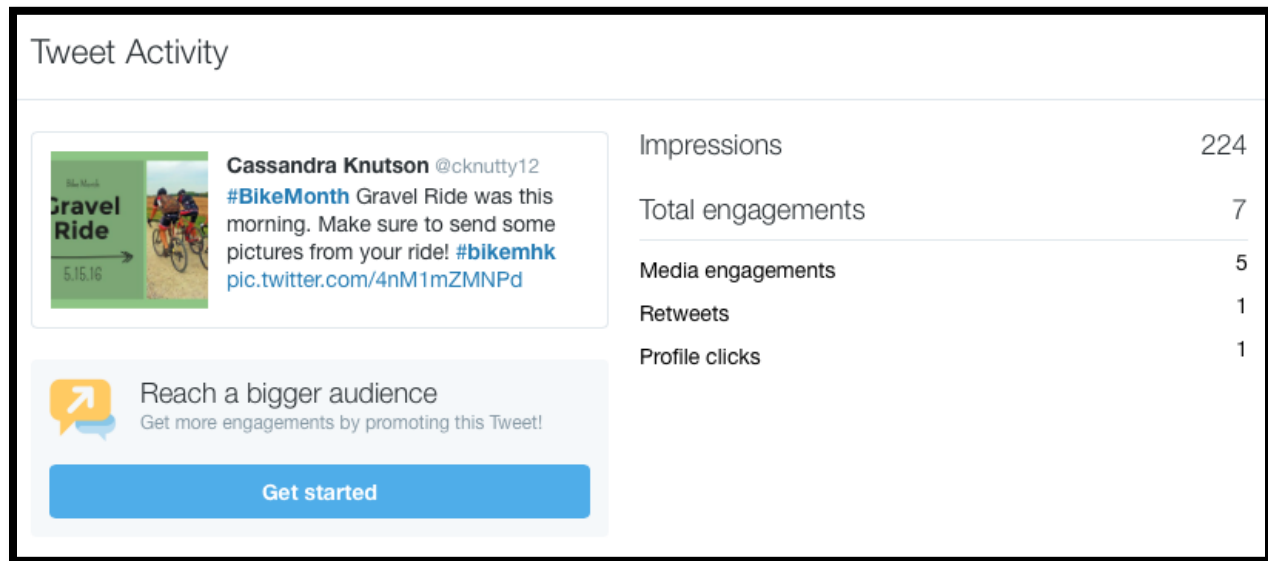 Tweet Activity
Bike Month
Gravel
Ride
5.15.16
Cassandra Knutson @cknutty12
#BikeMonth Gravel Ride was this
morning. Make sure to send some
pictures from your ride! #bikemhk
pic.twitter.com/4nM1mZMNPd
Reach a bigger audience
Get more engagements by promoting this Tweet!
Get started
Impressions 224
Total engagements 7
Media engagements 5
Retweets 1
Profile clicks 1